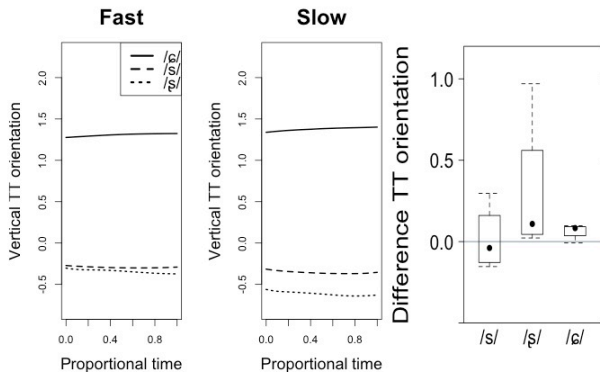 Fast
Slow
/ɕ/
/s/
/ʂ/
Vertical TT orientation
2.0
1.5
1.0
0.5
-0.5
0.0
-0.5
0.0
0.4
0.8
Proportional time
Vertical TT orientation
2.0
1.5
1.0
0.5
0.0
-0.5
0.0
0.4
0.8
Proportional time
Difference TT orientation
1.0
0.5
0.0
/s/
/ʂ/
/ɕ/